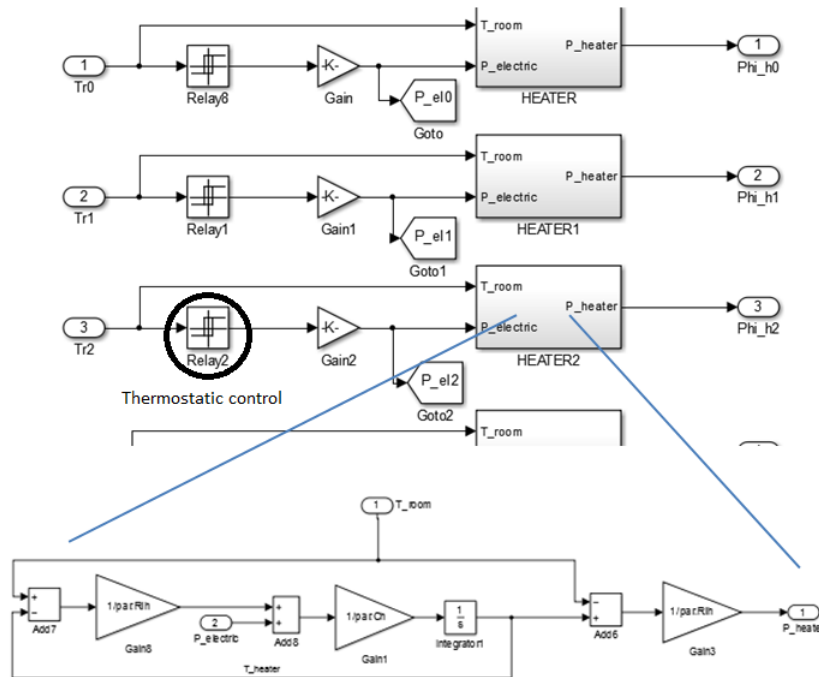 T_room
P_electric
P_heater
HEATER
1
Tr0
Relay6
-K-
Gain
P_el0
Goto
1
Phi_h0
T_room
P_electric
P_heater
HEATER1
2
Tr1
Relay1
-K-
Gain1
P_el1
Goto1
2
Phi_h1
T_room
P_electric
P_heater
HEATER2
3
Tr2
Relay2
-K-
Gain2
P_el2
Goto2
3
Phi_h2
Thermostatic control
T_room
1
T_room
+
−
Add7
1/par.Rih
Gain8
2
P_electric
+
+
Add8
1/par.Ch
Gain1
1
s
Integrator1
T_heater
−
+
Add6
1/par.Rih
Gain3
1
P_heate